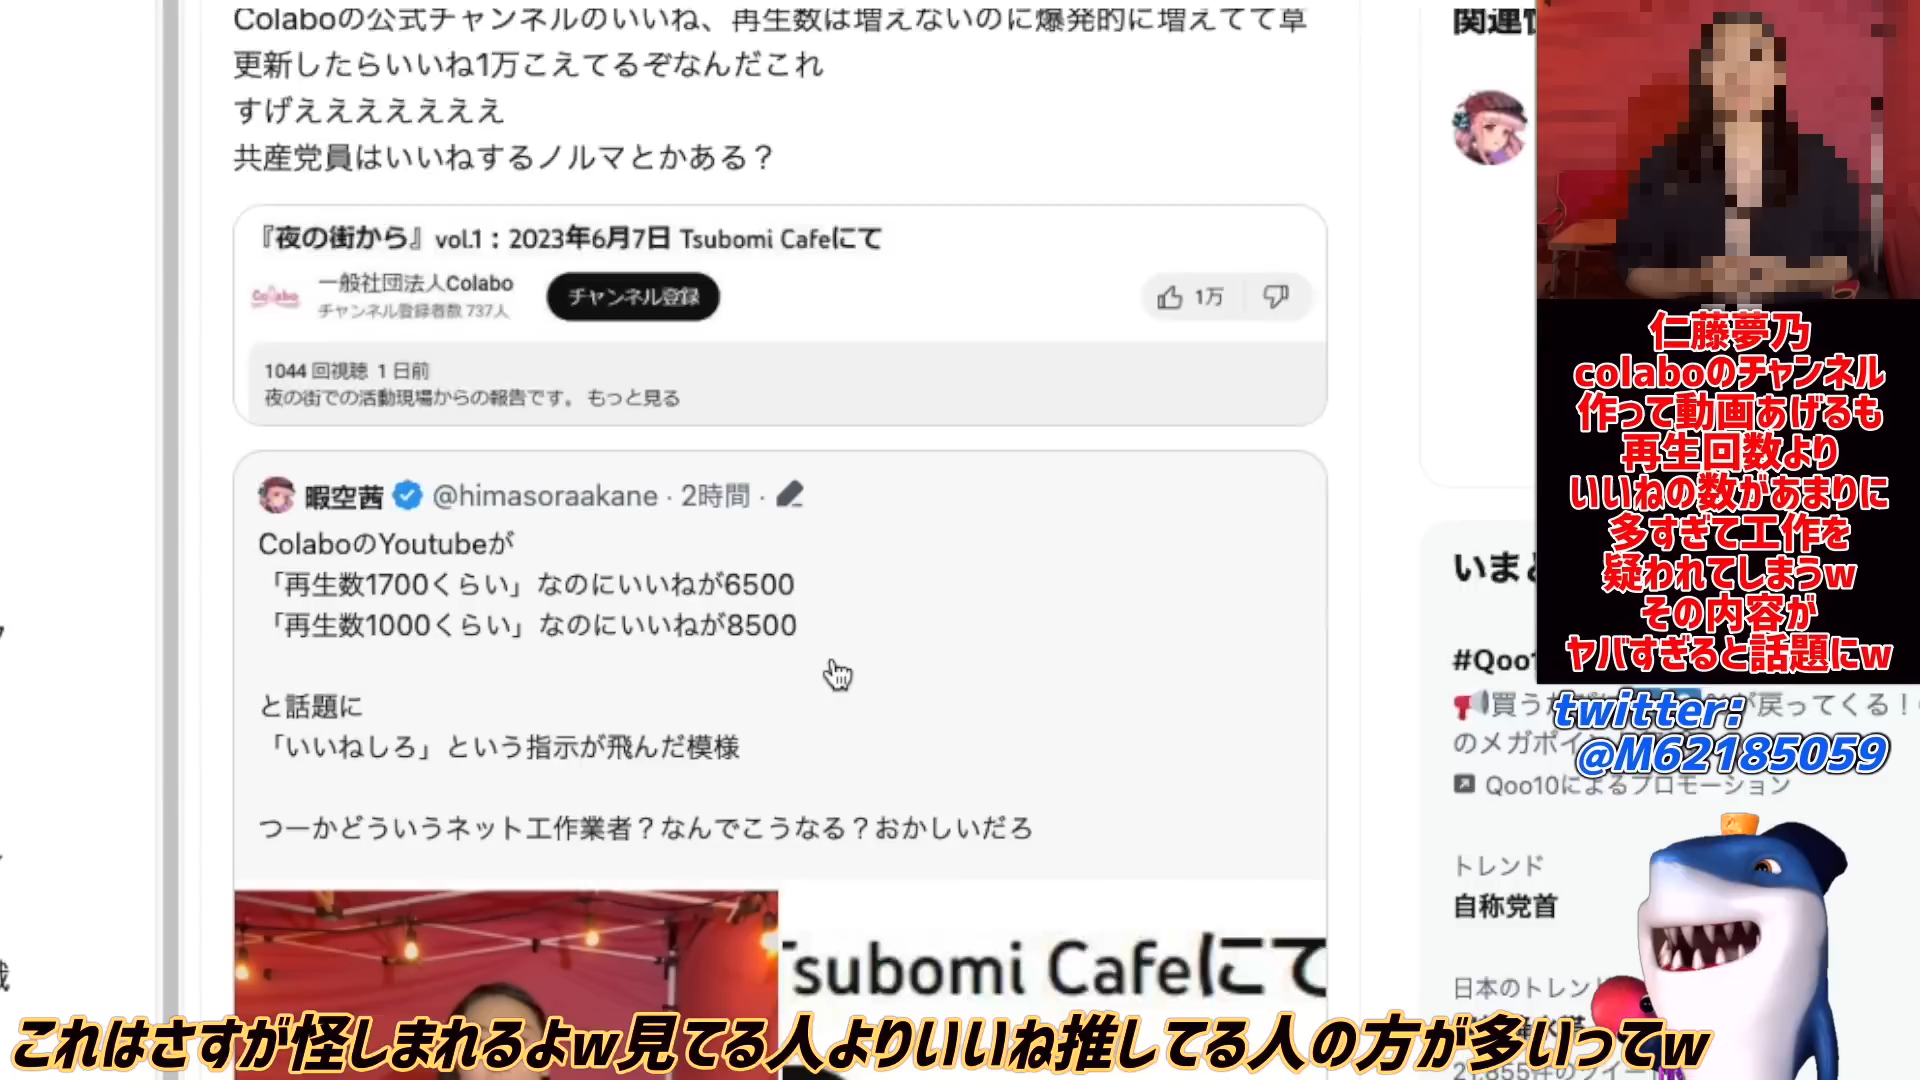 Colaboの公式チャンネルのいいね、再生数は増えないのに爆発的に増えてて草
更新したらいいね1万こえてるぞなんだこれ
すげえええええええ
共産党員はいいねするノルマとかある？
『夜の街から』vol.1：2023年6月7日 Tsubomi Cafeにて
Colabo
一般社団法人Colabo
チャンネル登録者数 737人
チャンネル登録
1万
1044 回視聴 1 日前
夜の街での活動現場からの報告です。 もっと見る
暇空茜 @himasoraakane · 2時間 ·
ColaboのYoutubeが
「再生数1700くらい」なのにいいねが6500
「再生数1000くらい」なのにいいねが8500
と話題に
「いいねしろ」という指示が飛んだ模様
つーかどういうネット工作業者？なんでこうなる？おかしいだろ
Tsubomi Cafeにて
関連
仁藤夢乃
colaboのチャンネル
作って動画あげるも
再生回数より
いいねの数があまりに
多すぎて工作を
疑われてしまうw
その内容が
ヤバすぎると話題にw
いま
#Qoo1
買う
が戻ってくる！
twitter:
のメガポイン
@M62185059
Qoo10によるプロモーション
トレンド
自称党首
日本のトレン
21,855件のツイー
これはさすが怪しまれるよw見てる人よりいいね推してる人の方が多いってw